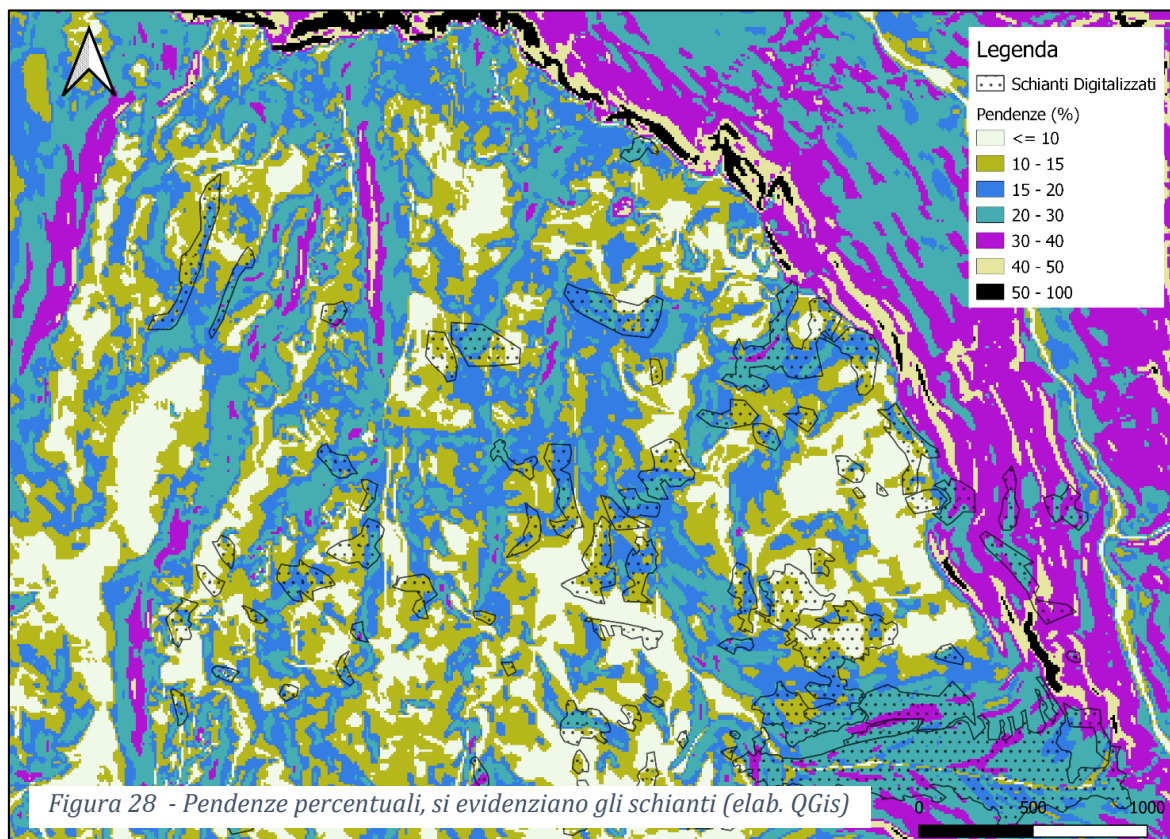 Legenda
Schianti Digitalizzati
Pendenze (%)
<= 10
10 - 15
15 - 20
20 - 30
30 - 40
40 - 50
50 - 100
Figura 28 - Pendenze percentuali, si evidenziano gli schianti (elab. QGis)
0 500 1000